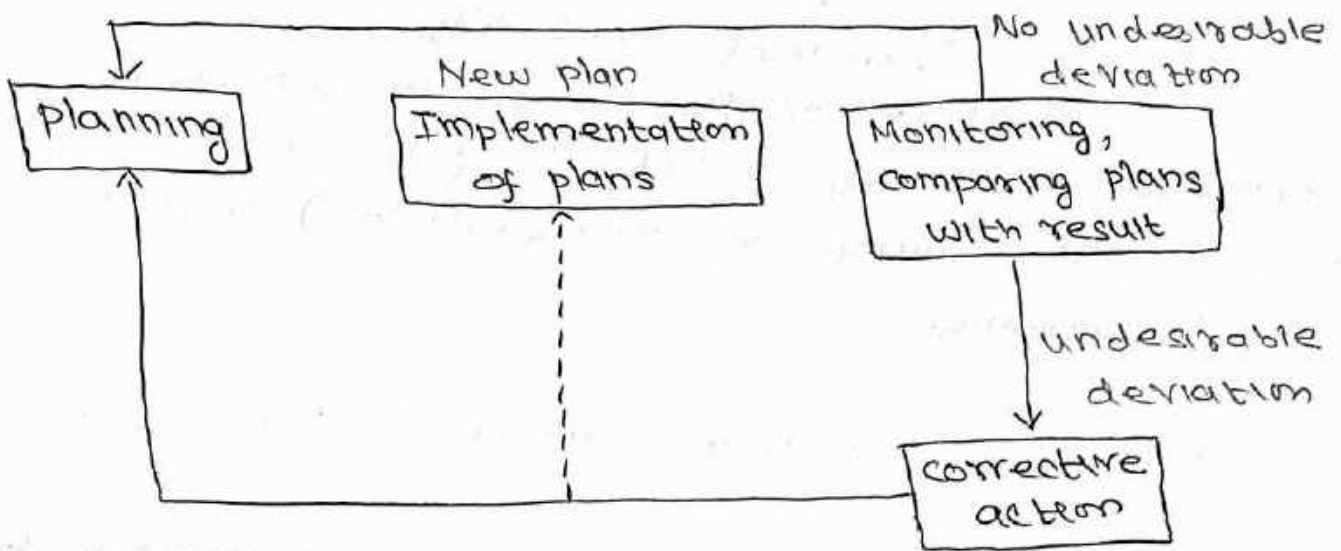 No undesirable
deviation
New plan
planning
Implementation
of plans
Monitoring,
comparing plans
with result
undesirable
deviation
corrective
action